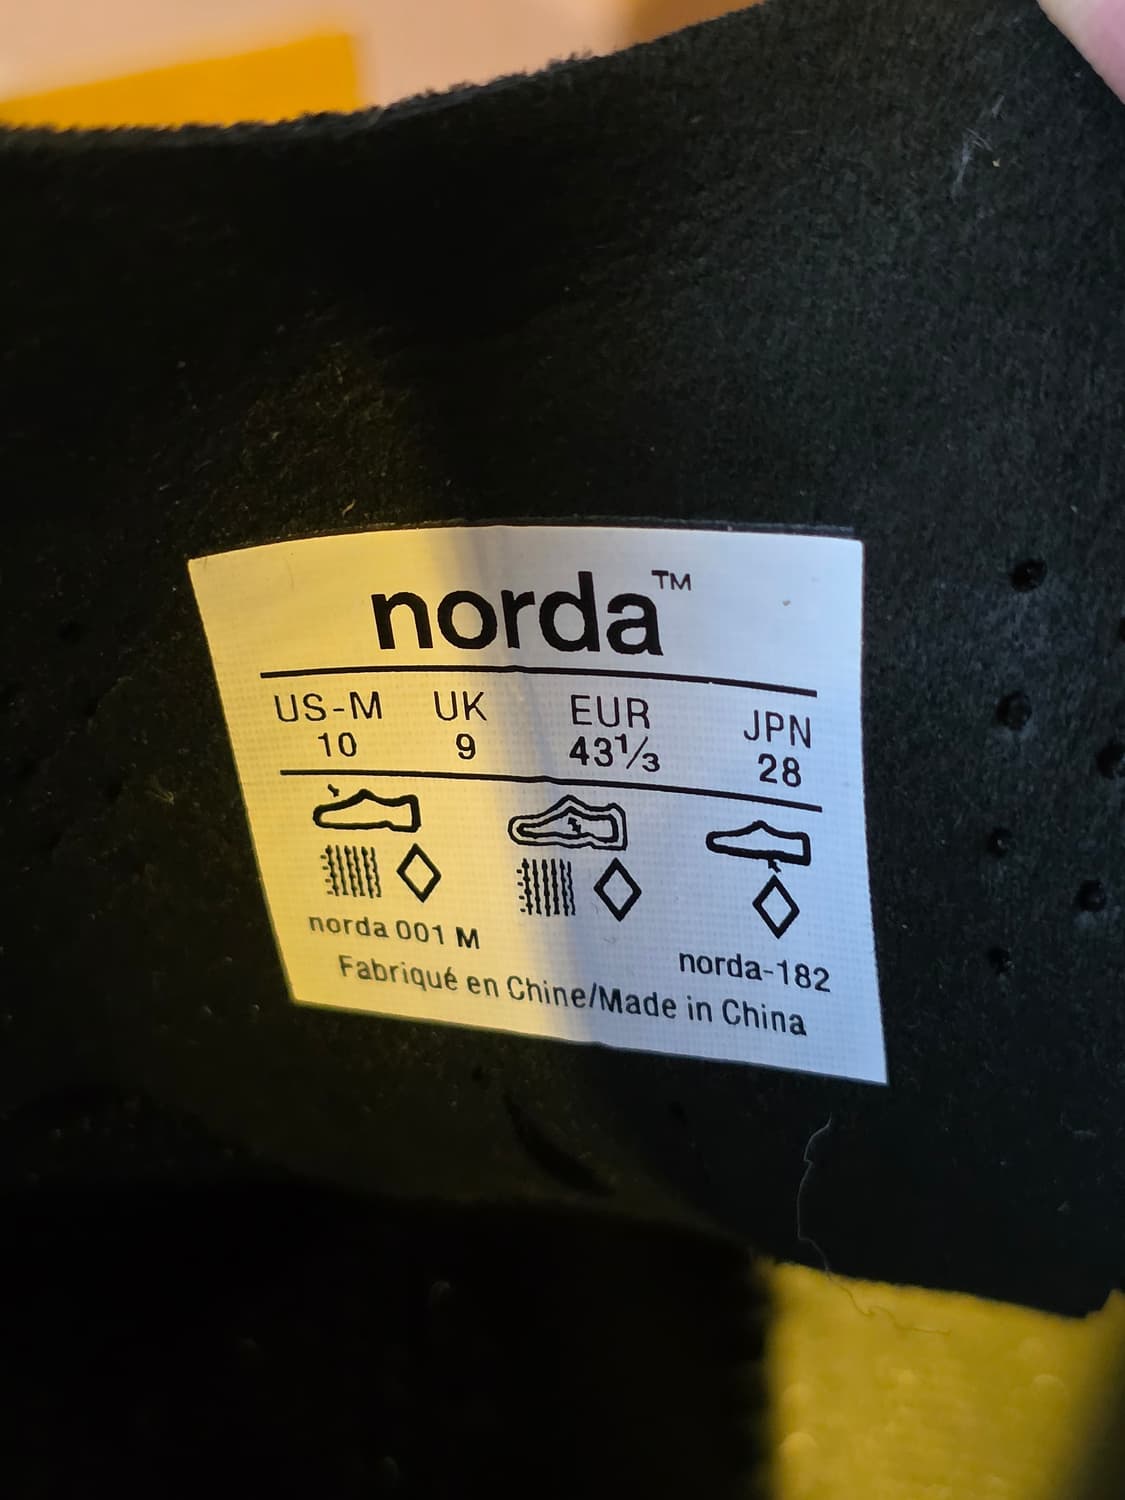 norda™
US-M UK EUR JPN
10 9 43⅓ 28
norda 001 M norda-182
Fabriqué en Chine/Made in China